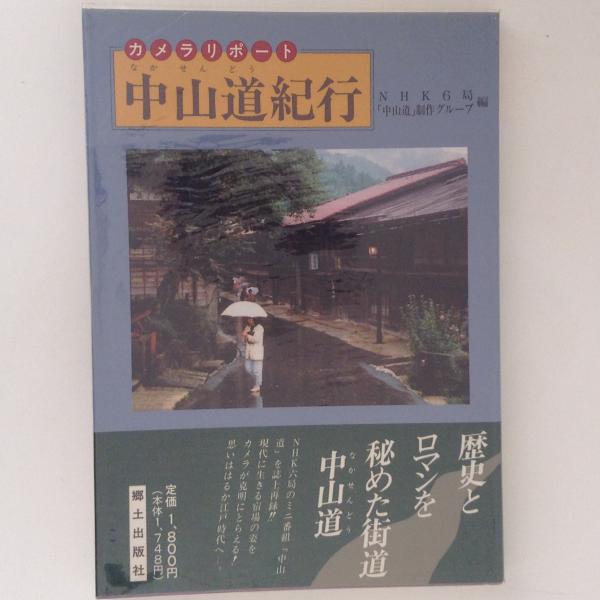 カメラリポート
なかせんどう
中山道紀行
NHK6局
「中山道」制作グループ
編
歴史と
ロマンを
秘めた街道
なかせんどう
中山道
NHK六局のミニ番組『中山
道』を誌上再録!!
現代に生きる宿場の姿を
カメラが克明にとらえる!
思いははるか江戸時代へ…。
定価1,800円
(本体1,748円)
郷土出版社